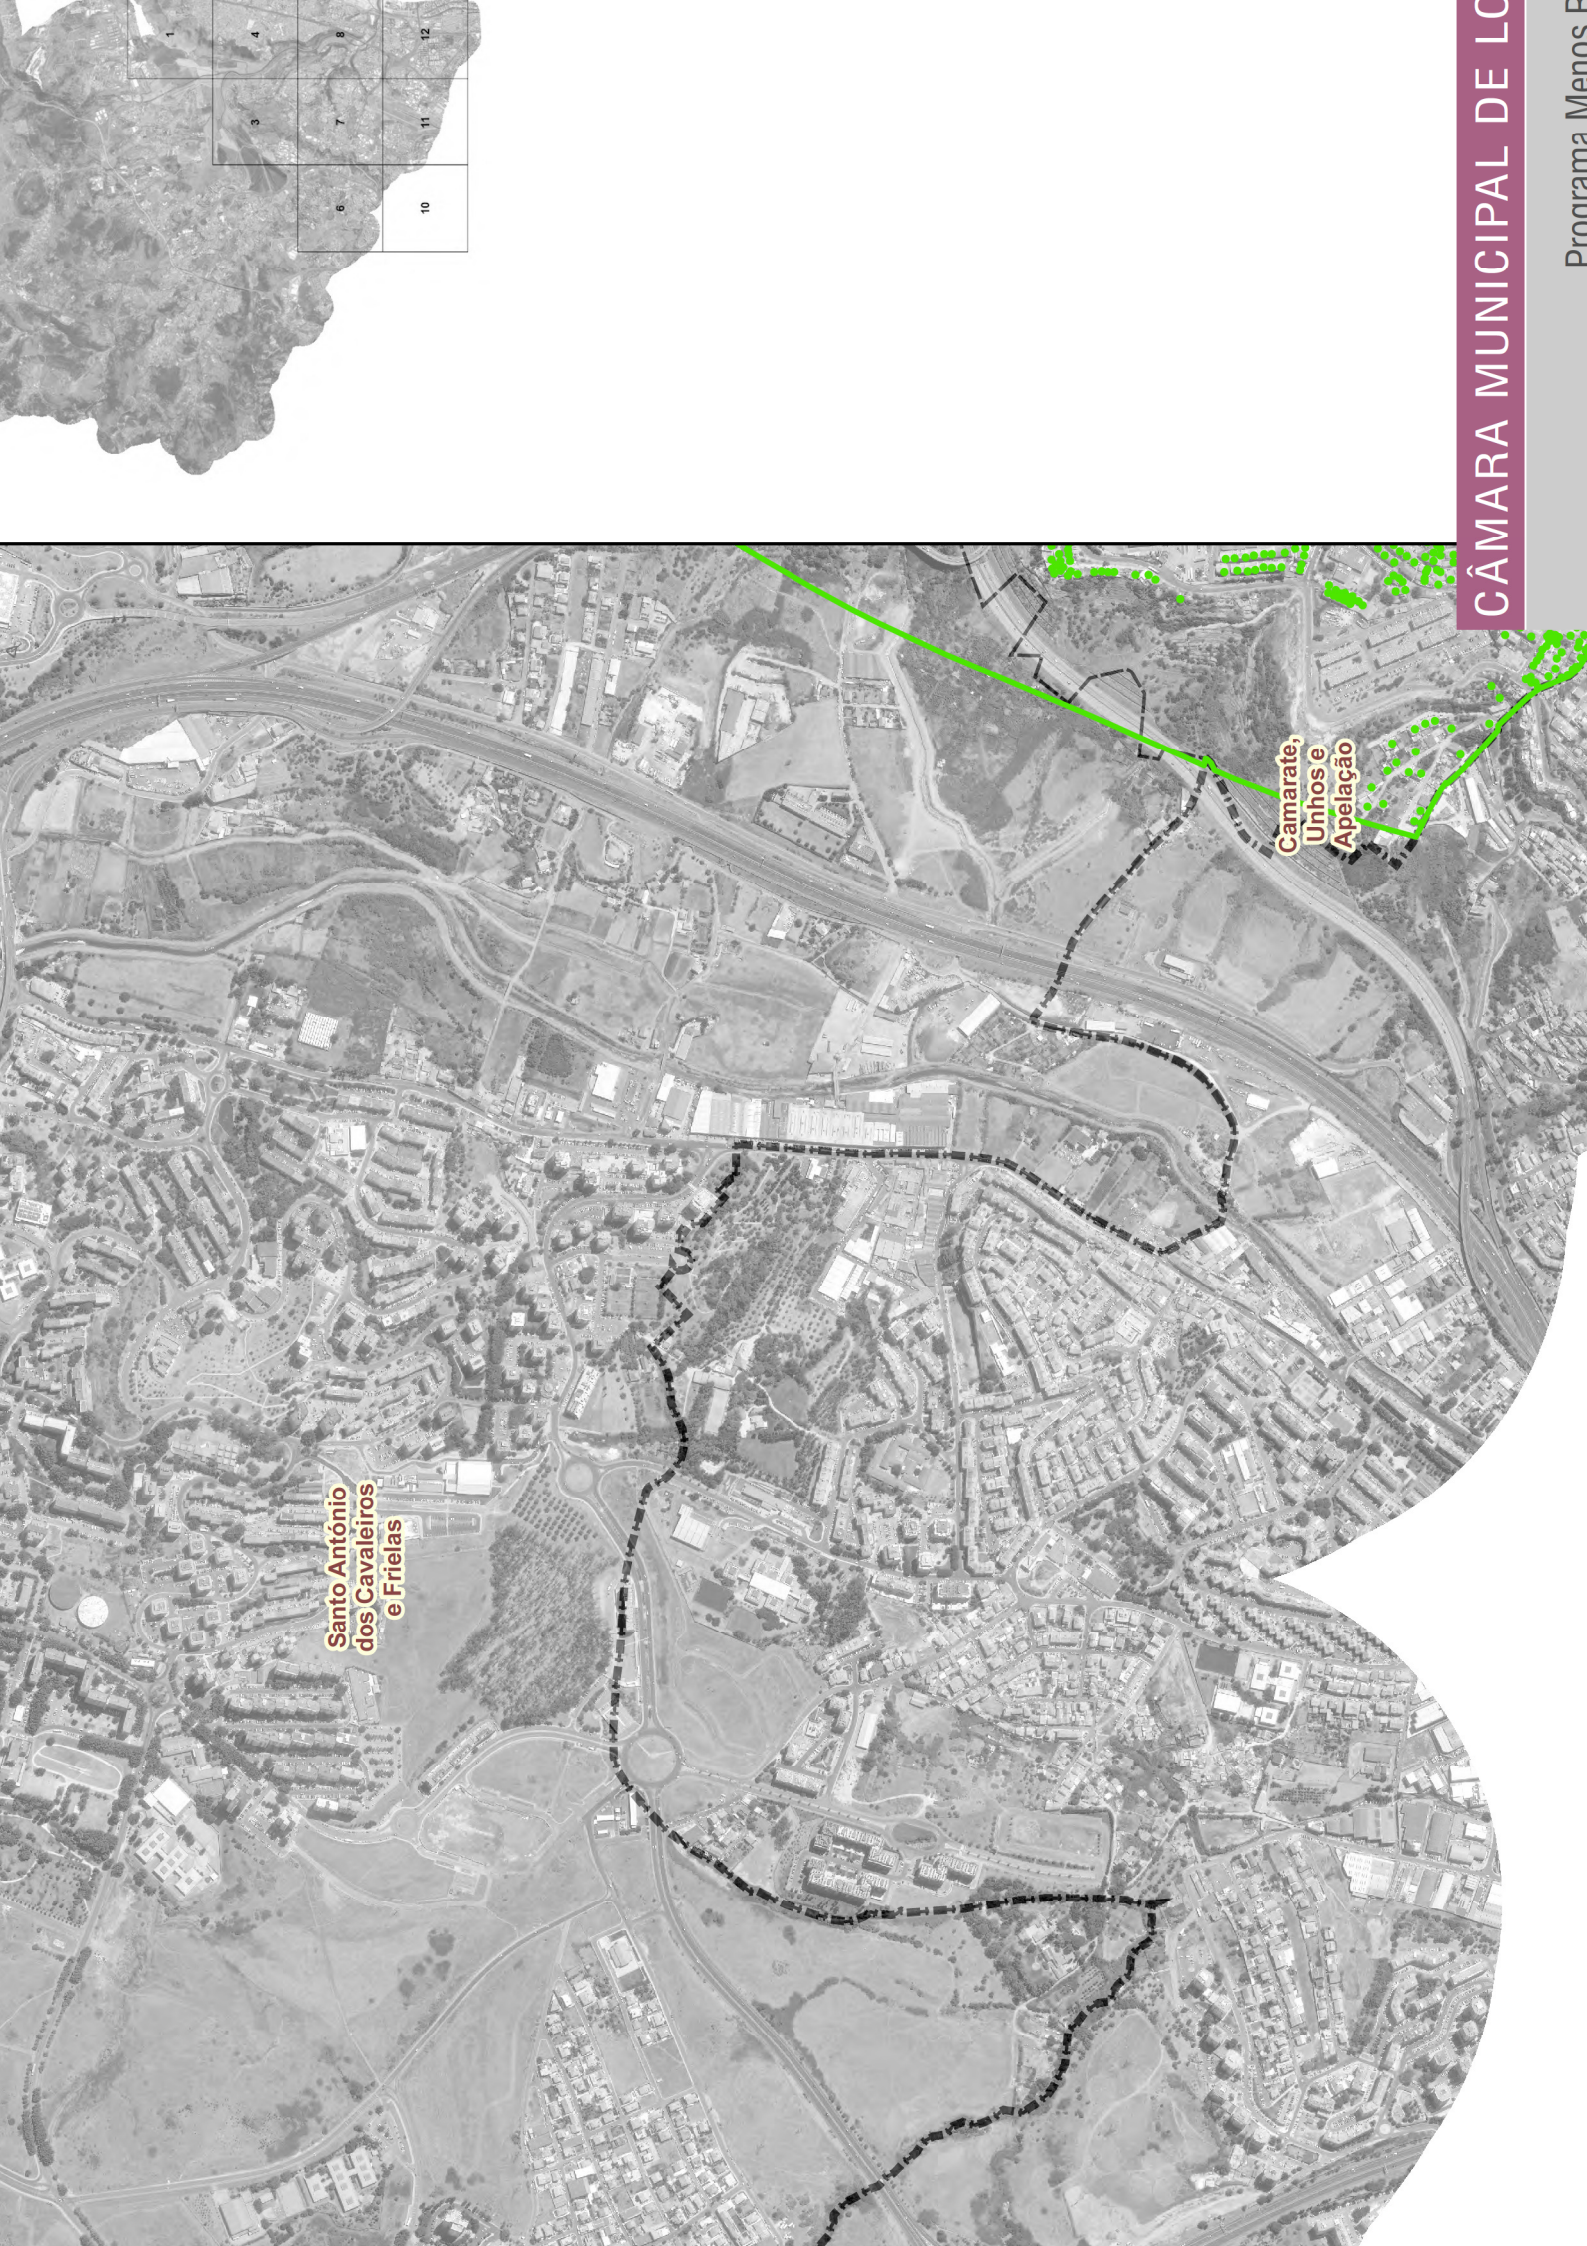 1
4
8
12
3
7
11
6
10
CÂMARA MUNICIPAL DE LO
Programa Menos
Camarate,
Unhos e
Apelação
Santo António
dos Cavaleiros
e Frielas